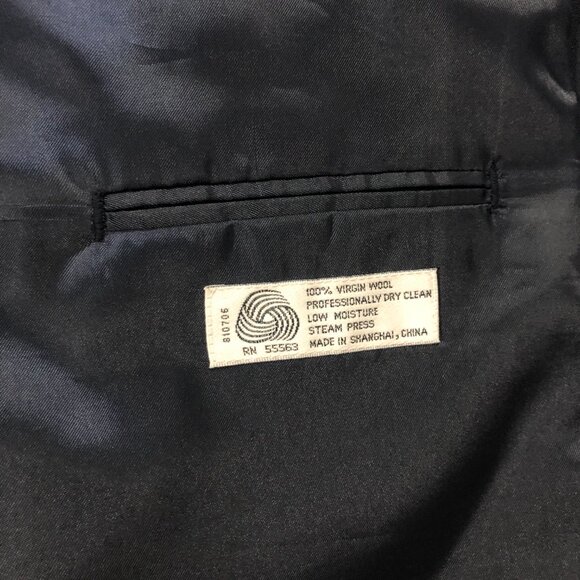 810706
RN 55563
100% VIRGIN WOOL
PROFESSIONALLY DRY CLEAN
LOW MOISTURE
STEAM PRESS
MADE IN SHANGHAI, CHINA